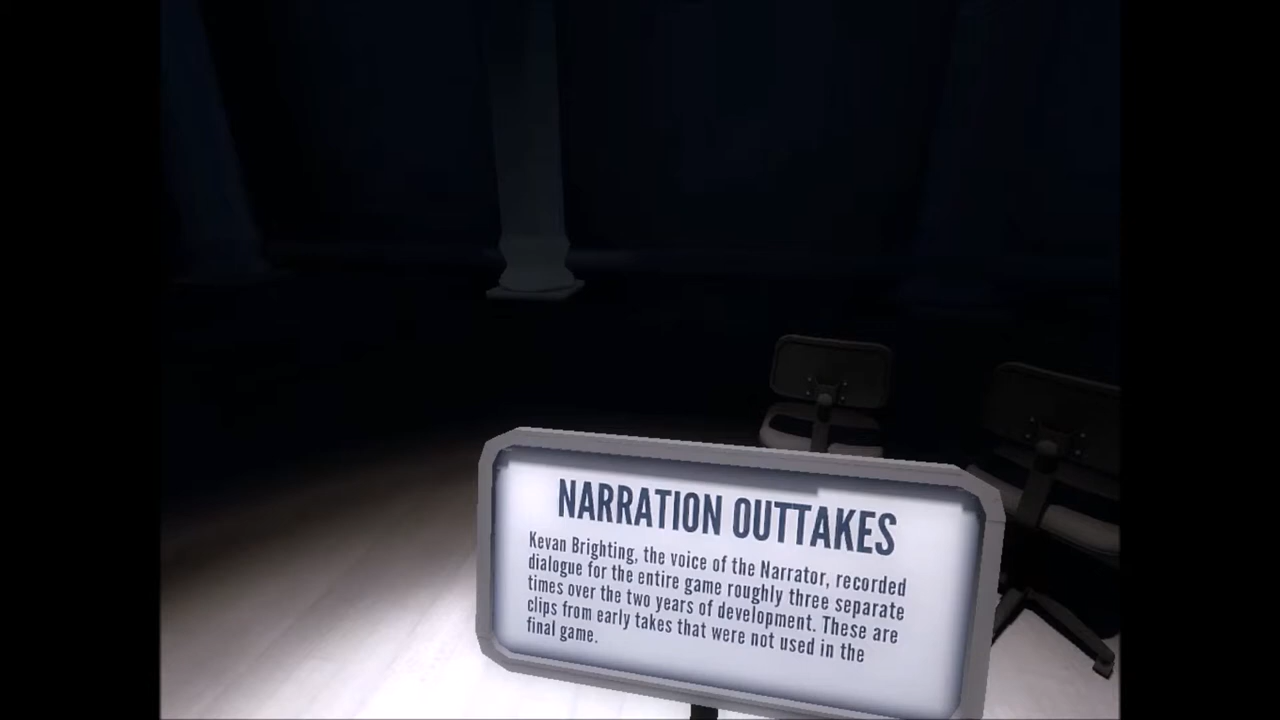 NARRATION OUTTAKES
Kevan Brighting, the voice of the Narrator, recorded
dialogue for the entire game roughly three separate
times over the two years of development. These are
clips from early takes that were not used in the
final game.